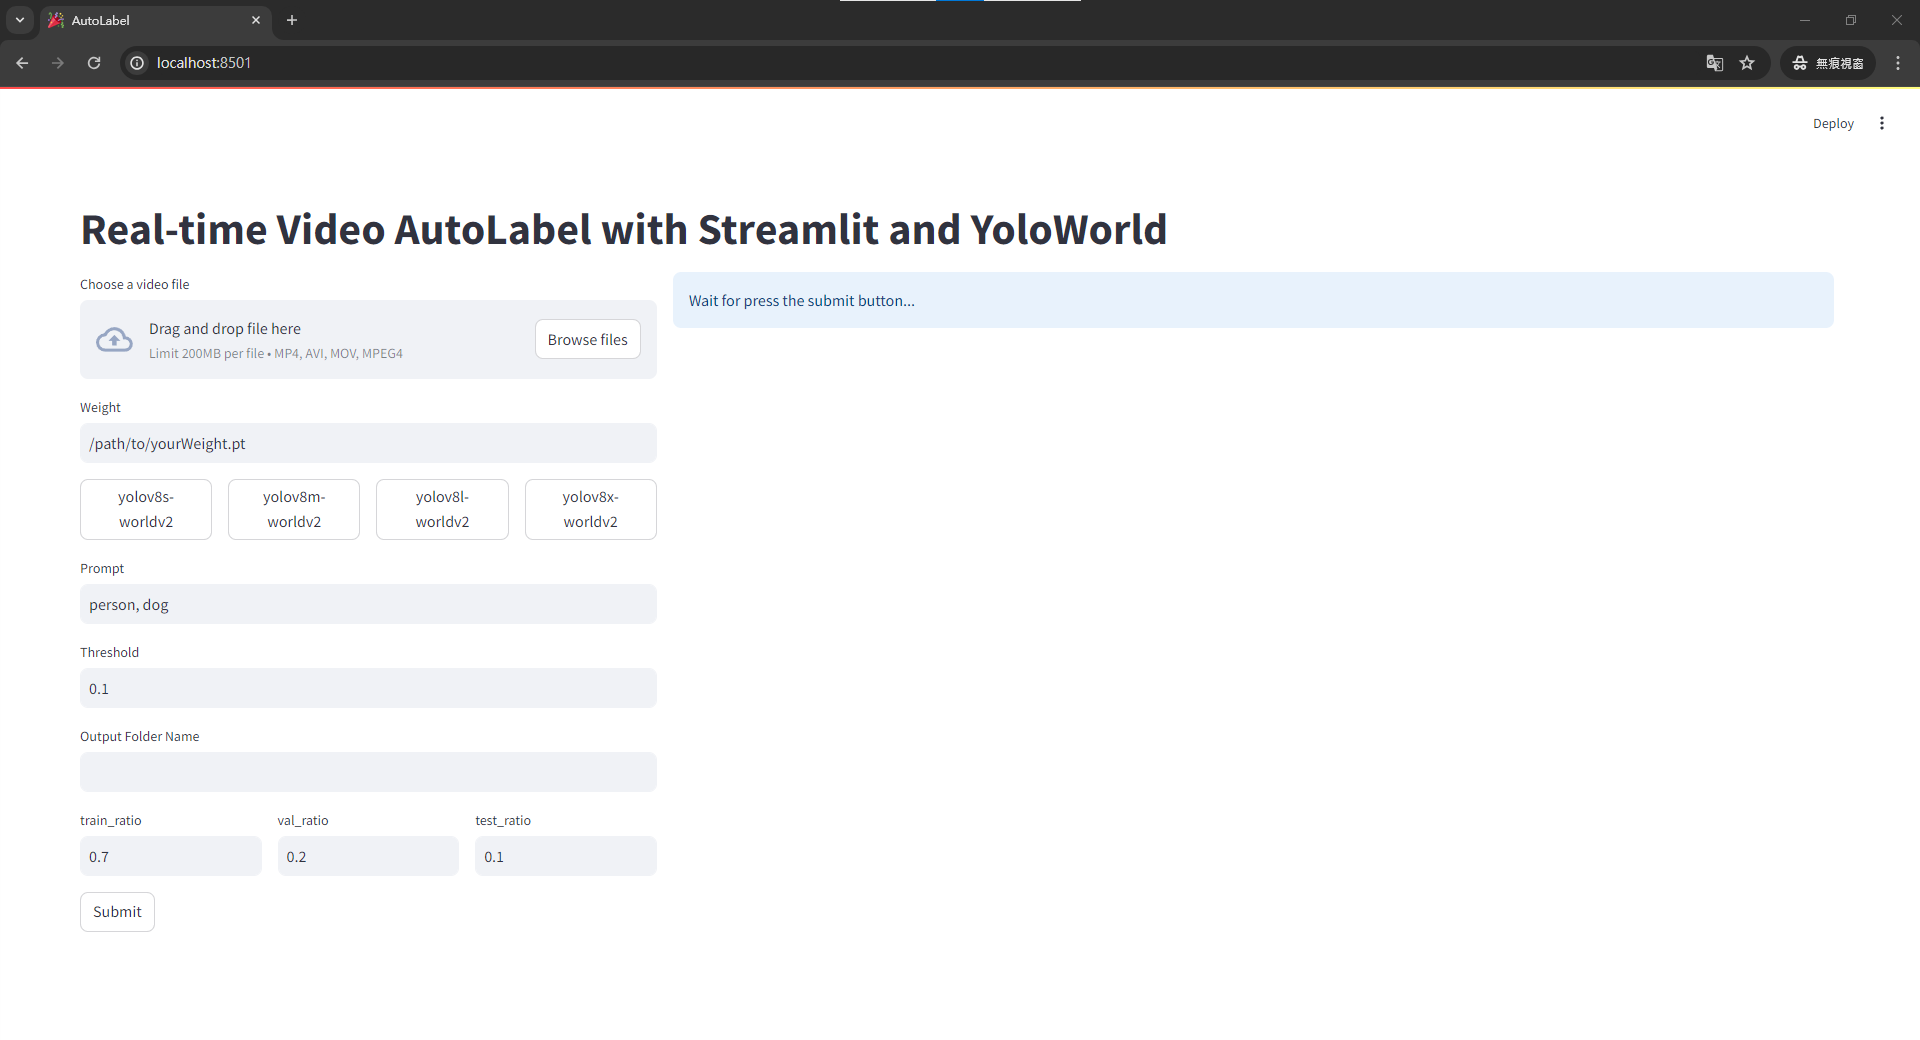 AutoLabel
localhost:8501
無痕視窗
Deploy
Real-time Video AutoLabel with Streamlit and YoloWorld
Choose a video file
Drag and drop file here
Limit 200MB per file • MP4, AVI, MOV, MPEG4
Browse files
Wait for press the submit button...
Weight
/path/to/yourWeight.pt
yolov8s-
worldv2
yolov8m-
worldv2
yolov8l-
worldv2
yolov8x-
worldv2
Prompt
person, dog
Threshold
0.1
Output Folder Name
train_ratio
val_ratio
test_ratio
0.7
0.2
0.1
Submit